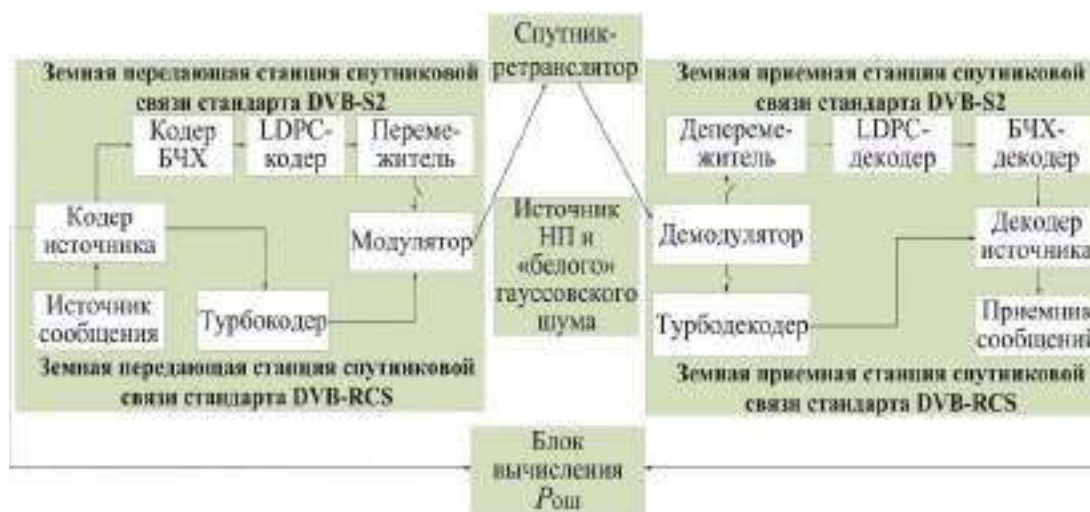 Спутник-
ретранслятор
Земная передающая станция спутниковой
связи стандарта DVB-S2
Кодер
БЧХ
LDPC-
кодер
Переме-
житель
Кодер
источника
Модулятор
Источник
сообщения
Турбокодер
Земная передающая станция спутниковой
связи стандарта DVB-RCS
Источник
НП и
«белого»
гауссовского
шума
Земная приемная станция спутниковой
связи стандарта DVB-S2
Депереме-
житель
LDPC-
декодер
БЧХ-
декодер
Демодулятор
Декодер
источника
Турбодекодер
Приемник
сообщений
Земная приемная станция спутниковой
связи стандарта DVB-RCS
Блок
вычисления
Pош